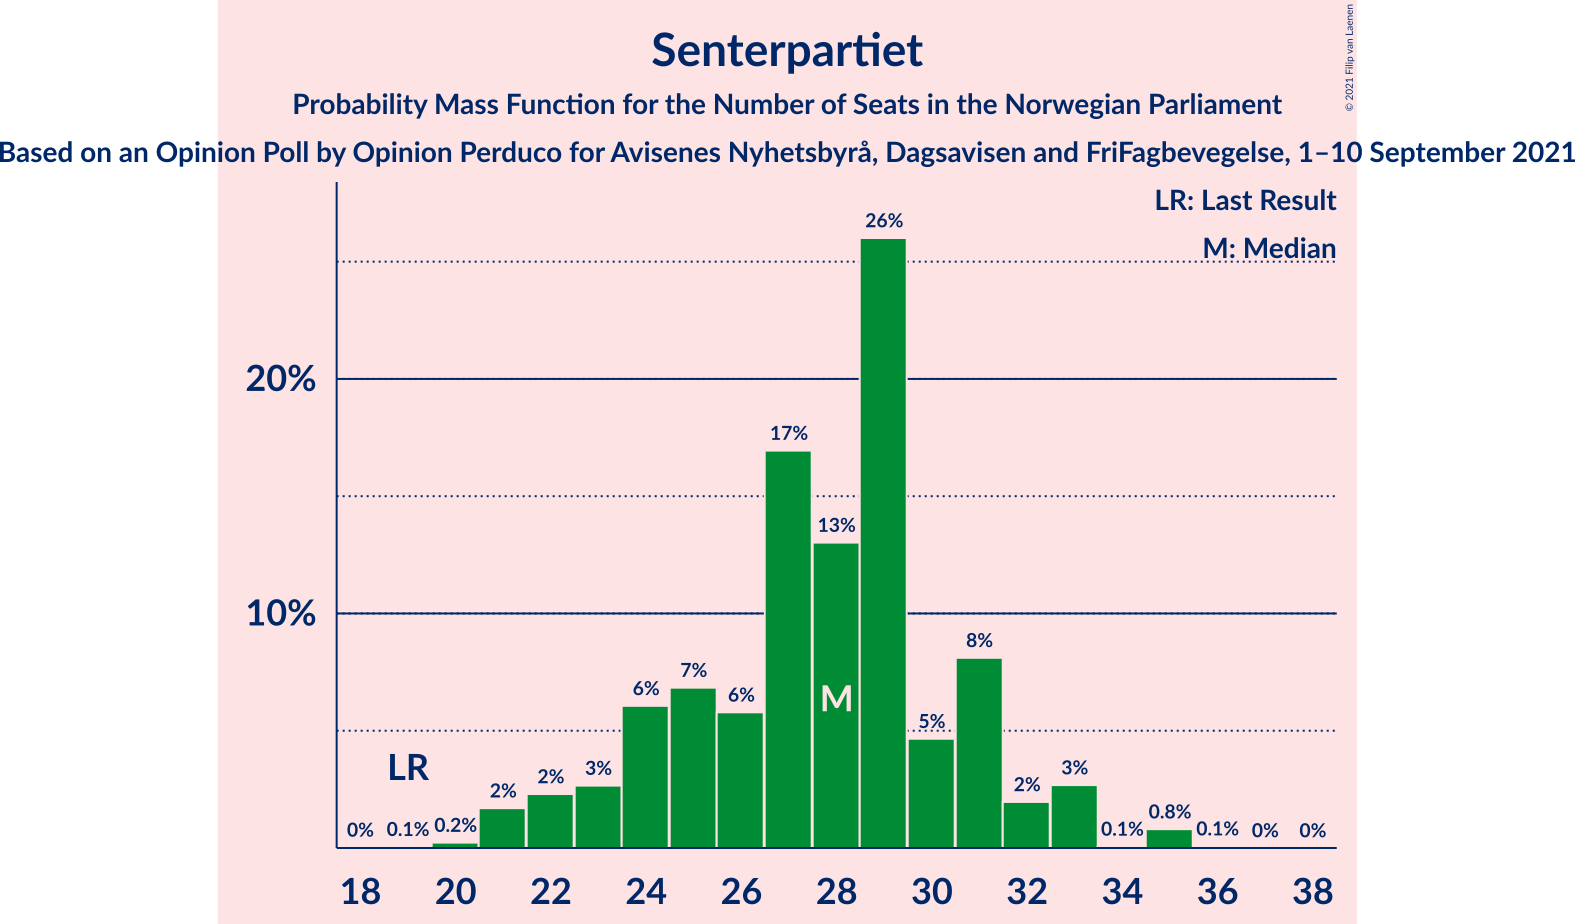 Senterpartiet
Probability Mass Function for the Number of Seats in the Norwegian Parliament
Based on an Opinion Poll by Opinion Perduco for Avisenes Nyhetsbyrå, Dagsavisen and FriFagbevegelse, 1–10 September 2021
© 2021 Filip van Laenen
LR: Last Result
M: Median
20%
10%
0%
0.1%
LR
0.2%
2%
2%
3%
6%
7%
6%
17%
13%
M
26%
5%
8%
2%
3%
0.1%
0.8%
0.1%
0%
0%
18 20 22 24 26 28 30 32 34 36 38